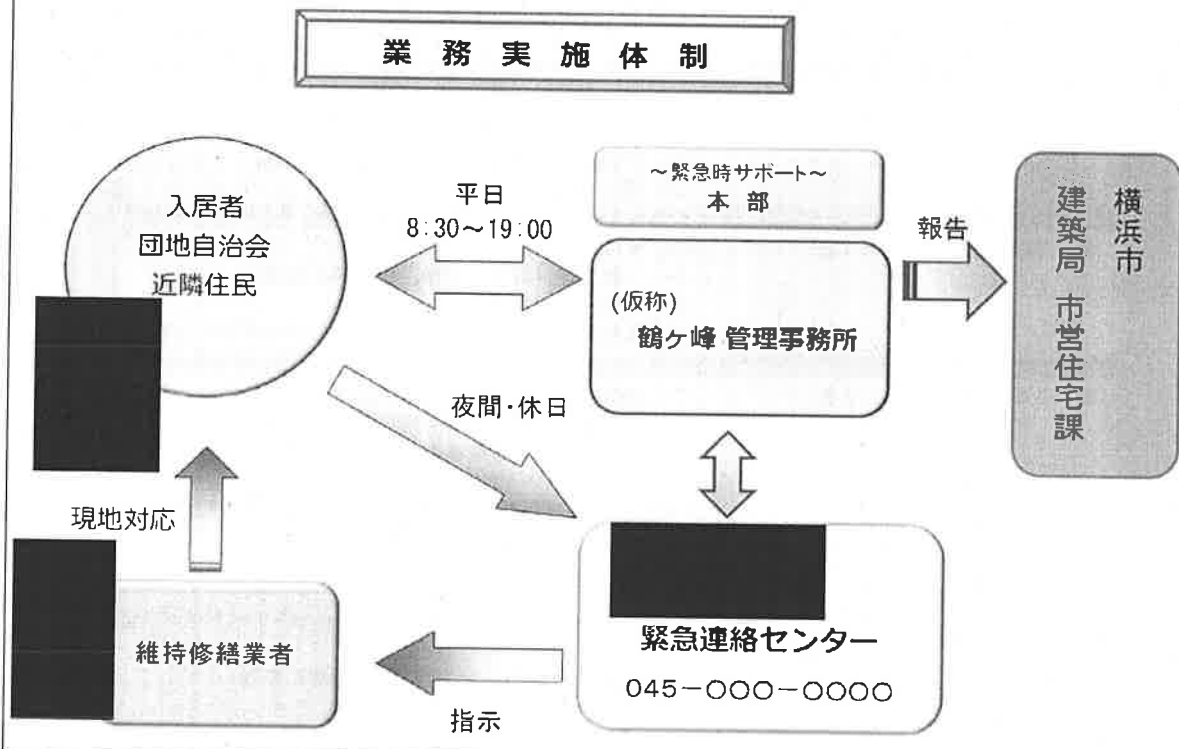 業務実施体制
入居者
団地自治会
近隣住民
平日
8:30～19:00
～緊急時サポート～
本部
(仮称)
鶴ケ峰 管理事務所
報告
横浜市
建築局 市営住宅課
夜間・休日
現地対応
維持修繕業者
指示
緊急連絡センター
045－○○○－○○○○